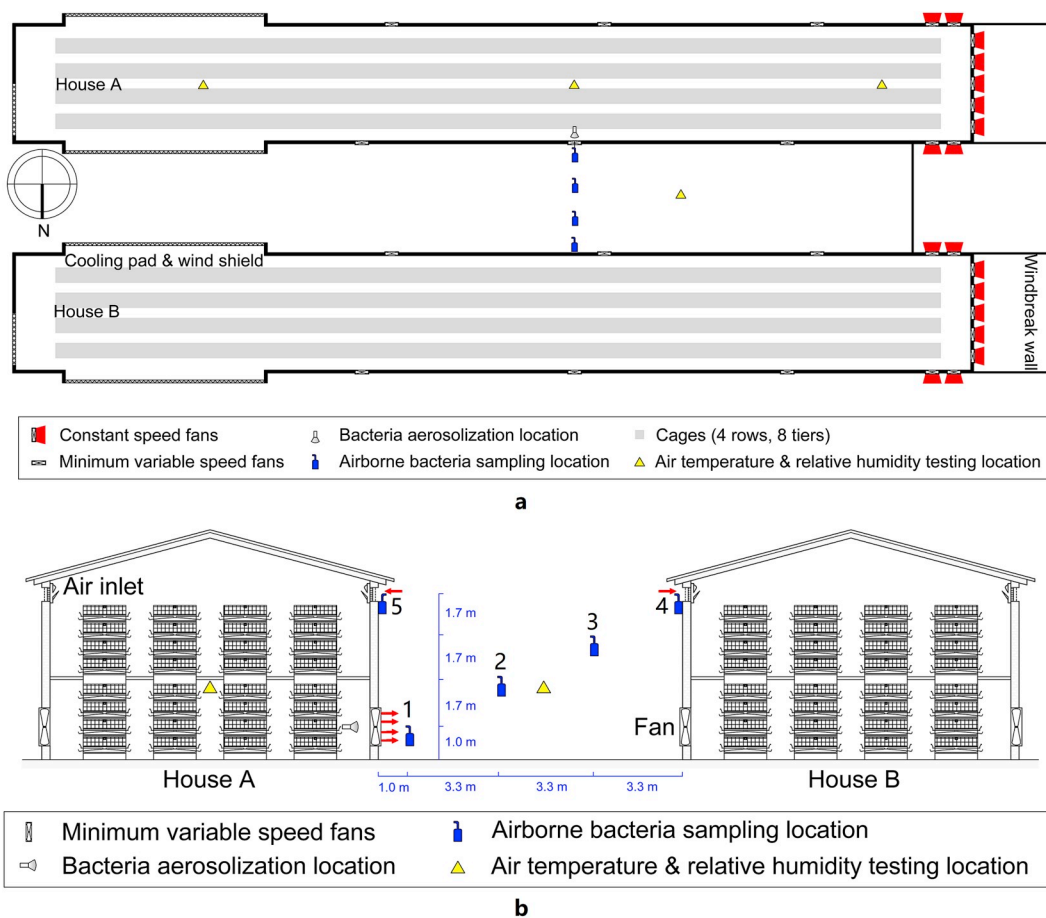 House A
N
Cooling pad & wind shield
House B
Windbreak wall
Constant speed fans
Bacteria aerosolization location
Cages (4 rows, 8 tiers)
Minimum variable speed fans
Airborne bacteria sampling location
Air temperature & relative humidity testing location
a
Air inlet
5
4
1.7 m
3
1.7 m
2
1.7 m
1
Fan
1.0 m
House A
House B
1.0 m
3.3 m
3.3 m
3.3 m
Minimum variable speed fans
Airborne bacteria sampling location
Bacteria aerosolization location
Air temperature & relative humidity testing location
b